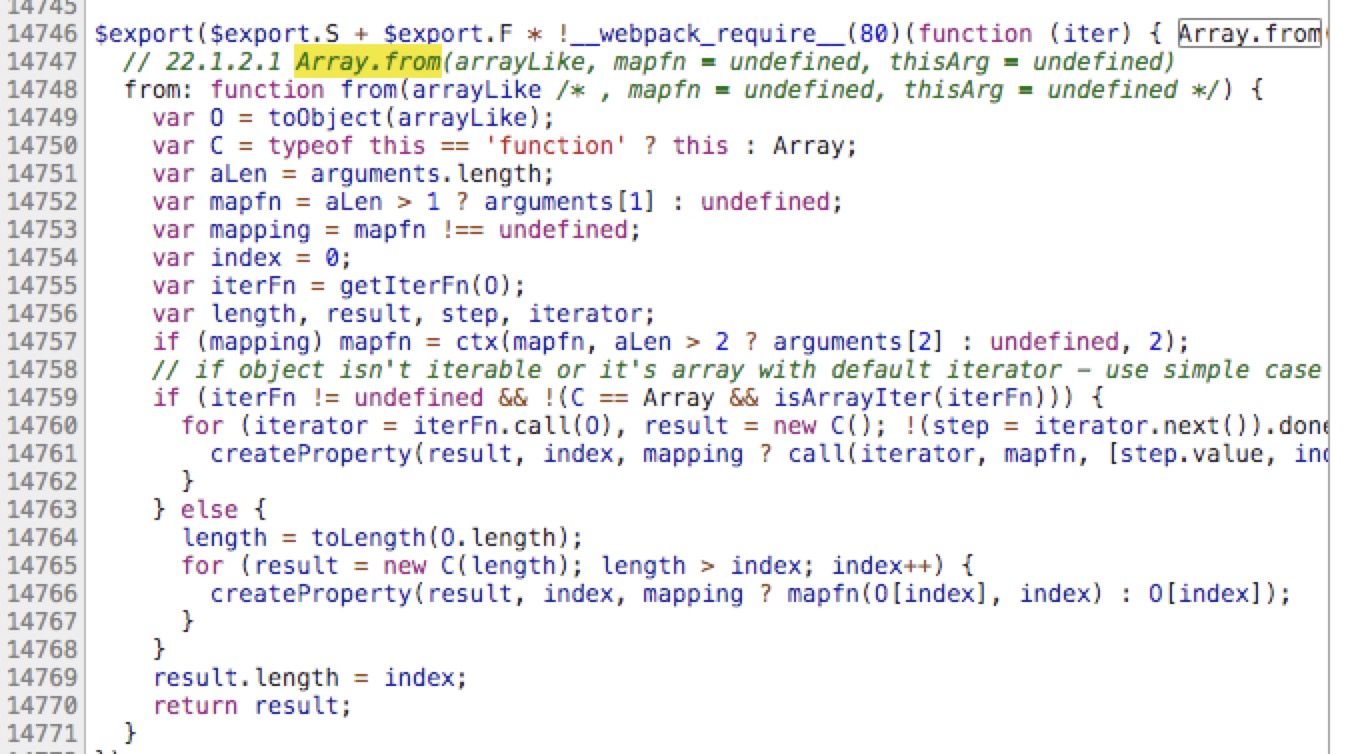 14745
14746 $export($export.S + $export.F * !__webpack_require__(80)(function (iter) { Array.from(
14747 // 22.1.2.1 Array.from(arrayLike, mapfn = undefined, thisArg = undefined)
14748 from: function from(arrayLike /* , mapfn = undefined, thisArg = undefined */) {
14749 var O = toObject(arrayLike);
14750 var C = typeof this == 'function' ? this : Array;
14751 var aLen = arguments.length;
14752 var mapfn = aLen > 1 ? arguments[1] : undefined;
14753 var mapping = mapfn !== undefined;
14754 var index = 0;
14755 var iterFn = getIterFn(O);
14756 var length, result, step, iterator;
14757 if (mapping) mapfn = ctx(mapfn, aLen > 2 ? arguments[2] : undefined, 2);
14758 // if object isn't iterable or it's array with default iterator – use simple case
14759 if (iterFn != undefined && !(C == Array && isArrayIter(iterFn))) {
14760 for (iterator = iterFn.call(O), result = new C(); !(step = iterator.next()).done
14761 createProperty(result, index, mapping ? call(iterator, mapfn, [step.value, ind
14762 }
14763 } else {
14764 length = toLength(O.length);
14765 for (result = new C(length); length > index; index++) {
14766 createProperty(result, index, mapping ? mapfn(O[index], index) : O[index]);
14767 }
14768 }
14769 result.length = index;
14770 return result;
14771 }